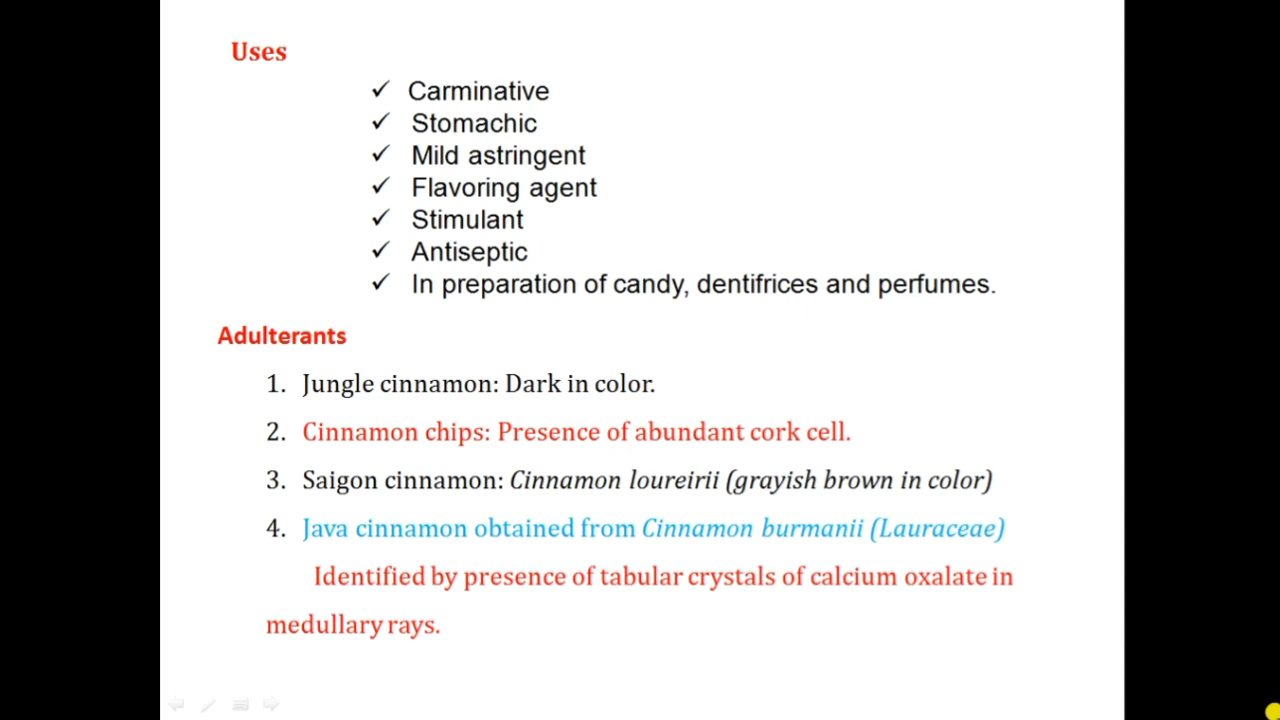 Uses
✓ Carminative
✓ Stomachic
✓ Mild astringent
✓ Flavoring agent
✓ Stimulant
✓ Antiseptic
✓ In preparation of candy, dentifrices and perfumes.
Adulterants
1. Jungle cinnamon: Dark in color.
2. Cinnamon chips: Presence of abundant cork cell.
3. Saigon cinnamon: Cinnamon loureirii (grayish brown in color)
4. Java cinnamon obtained from Cinnamon burmanii (Lauraceae)
Identified by presence of tabular crystals of calcium oxalate in
medullary rays.